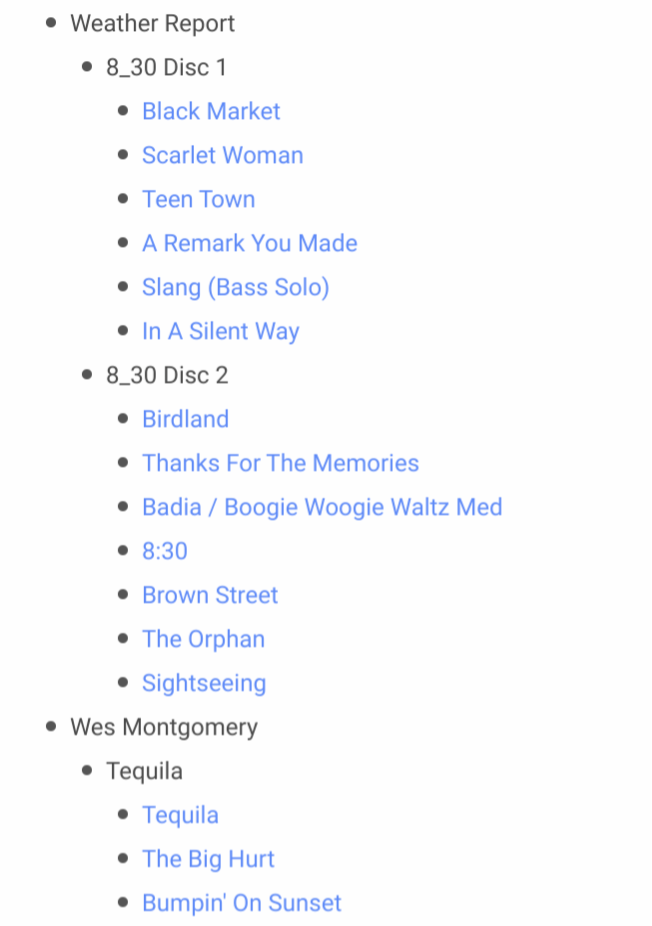 Weather Report
8_30 Disc 1
Black Market
Scarlet Woman
Teen Town
A Remark You Made
Slang (Bass Solo)
In A Silent Way
8_30 Disc 2
Birdland
Thanks For The Memories
Badia / Boogie Woogie Waltz Med
8:30
Brown Street
The Orphan
Sightseeing
Wes Montgomery
Tequila
Tequila
The Big Hurt
Bumpin' On Sunset